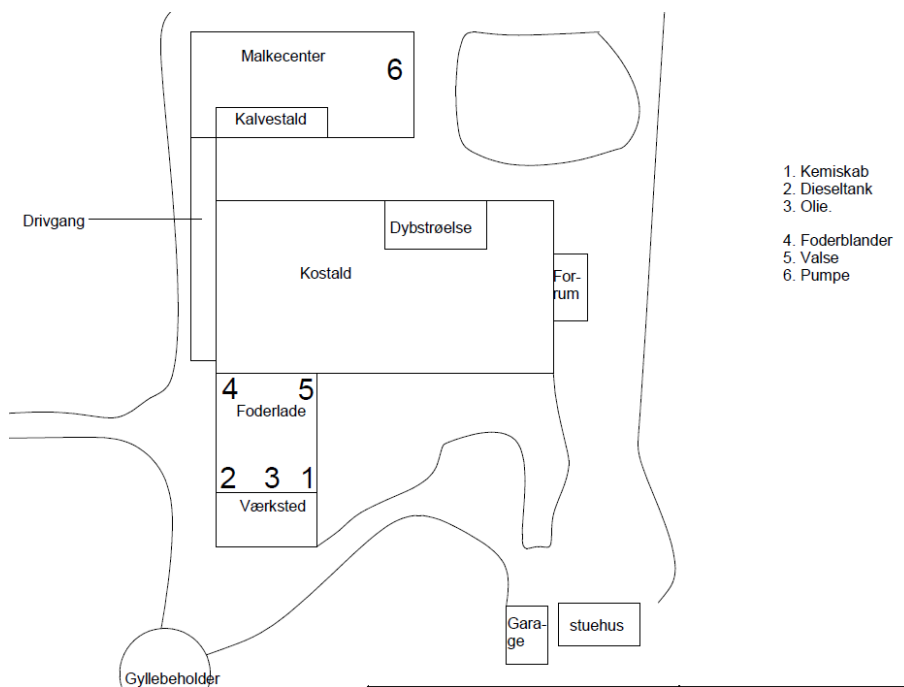 Malkecenter
6
Kalvestald
1. Kemiskab
2. Dieseltank
3. Olie.
4. Foderblander
5. Valse
6. Pumpe
Drivgang
Dybstrøelse
Kostald
For-
rum
4 5
Foderlade
2 3 1
Værksted
Gara-
ge
stuehus
Gyllebeholder